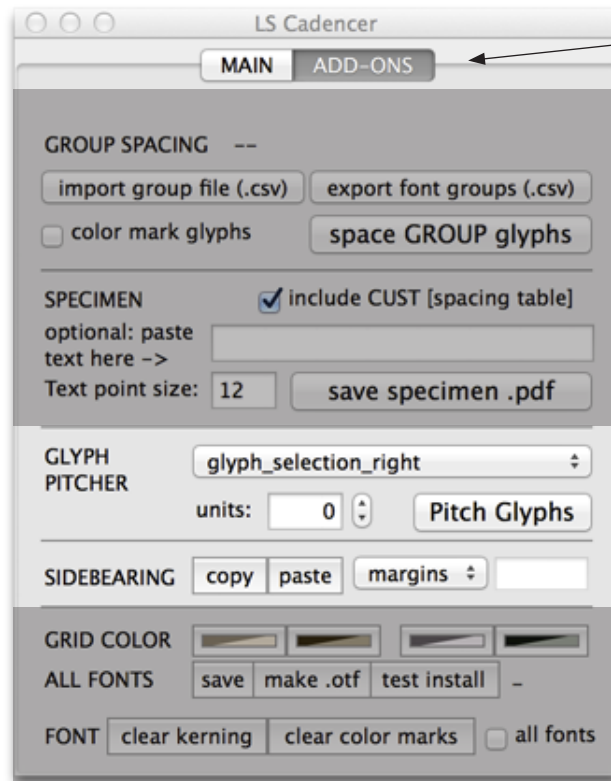 LS Cadencer
MAIN ADD-ONS
GROUP SPACING --
import group file (.csv) export font groups (.csv)
color mark glyphs space GROUP glyphs
SPECIMEN include CUST [spacing table]
optional: paste
text here ->
Text point size: 12 save specimen .pdf
GLYPH
PITCHER glyph_selection_right
units: 0 Pitch Glyphs
SIDEBEARING copy paste margins
GRID COLOR
ALL FONTS save make .otf test install -
FONT clear kerning clear color marks all fonts